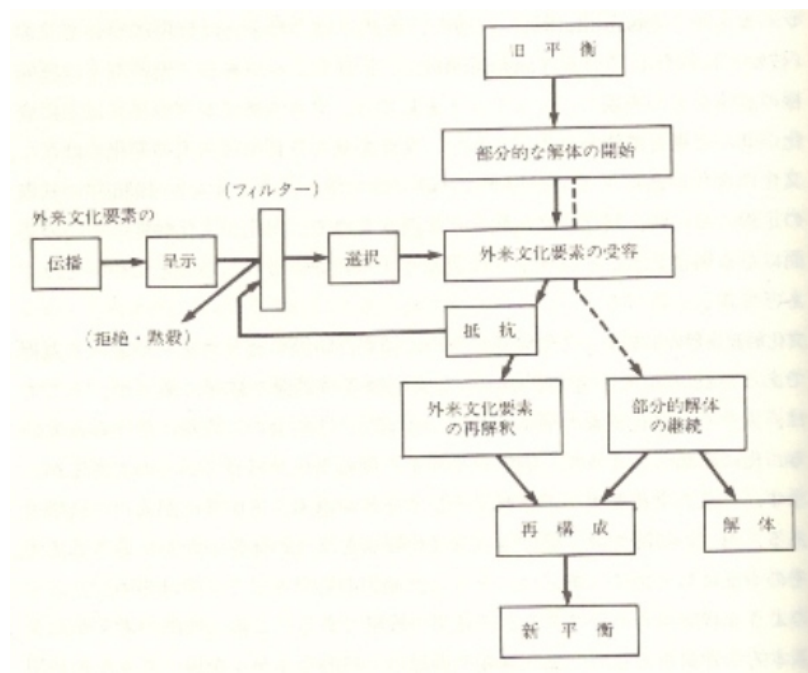 旧平衡
部分的な解体の開始
(フィルター)
外来文化要素の
伝播
呈示
選択
外来文化要素の受容
(拒絶・黙殺)
抵抗
外来文化要素
の再解釈
部分的解体
の継続
再構成
解体
新平衡